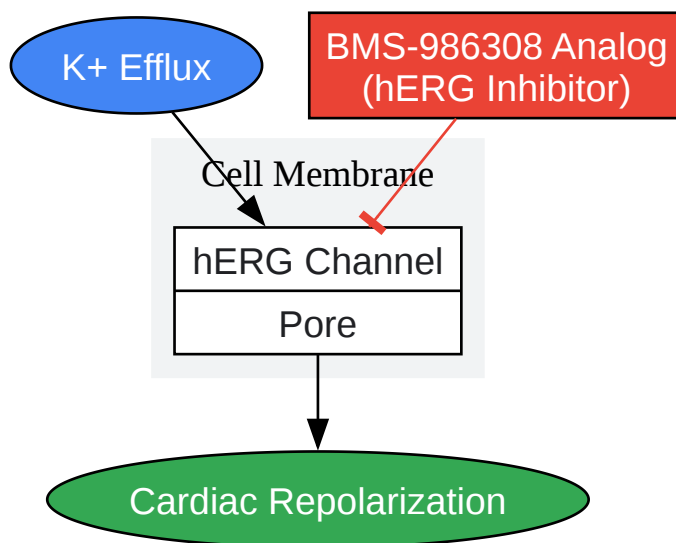 K+ Efflux
BMS-986308 Analog
(hERG Inhibitor)
Cell Membrane
hERG Channel
Pore
Cardiac Repolarization